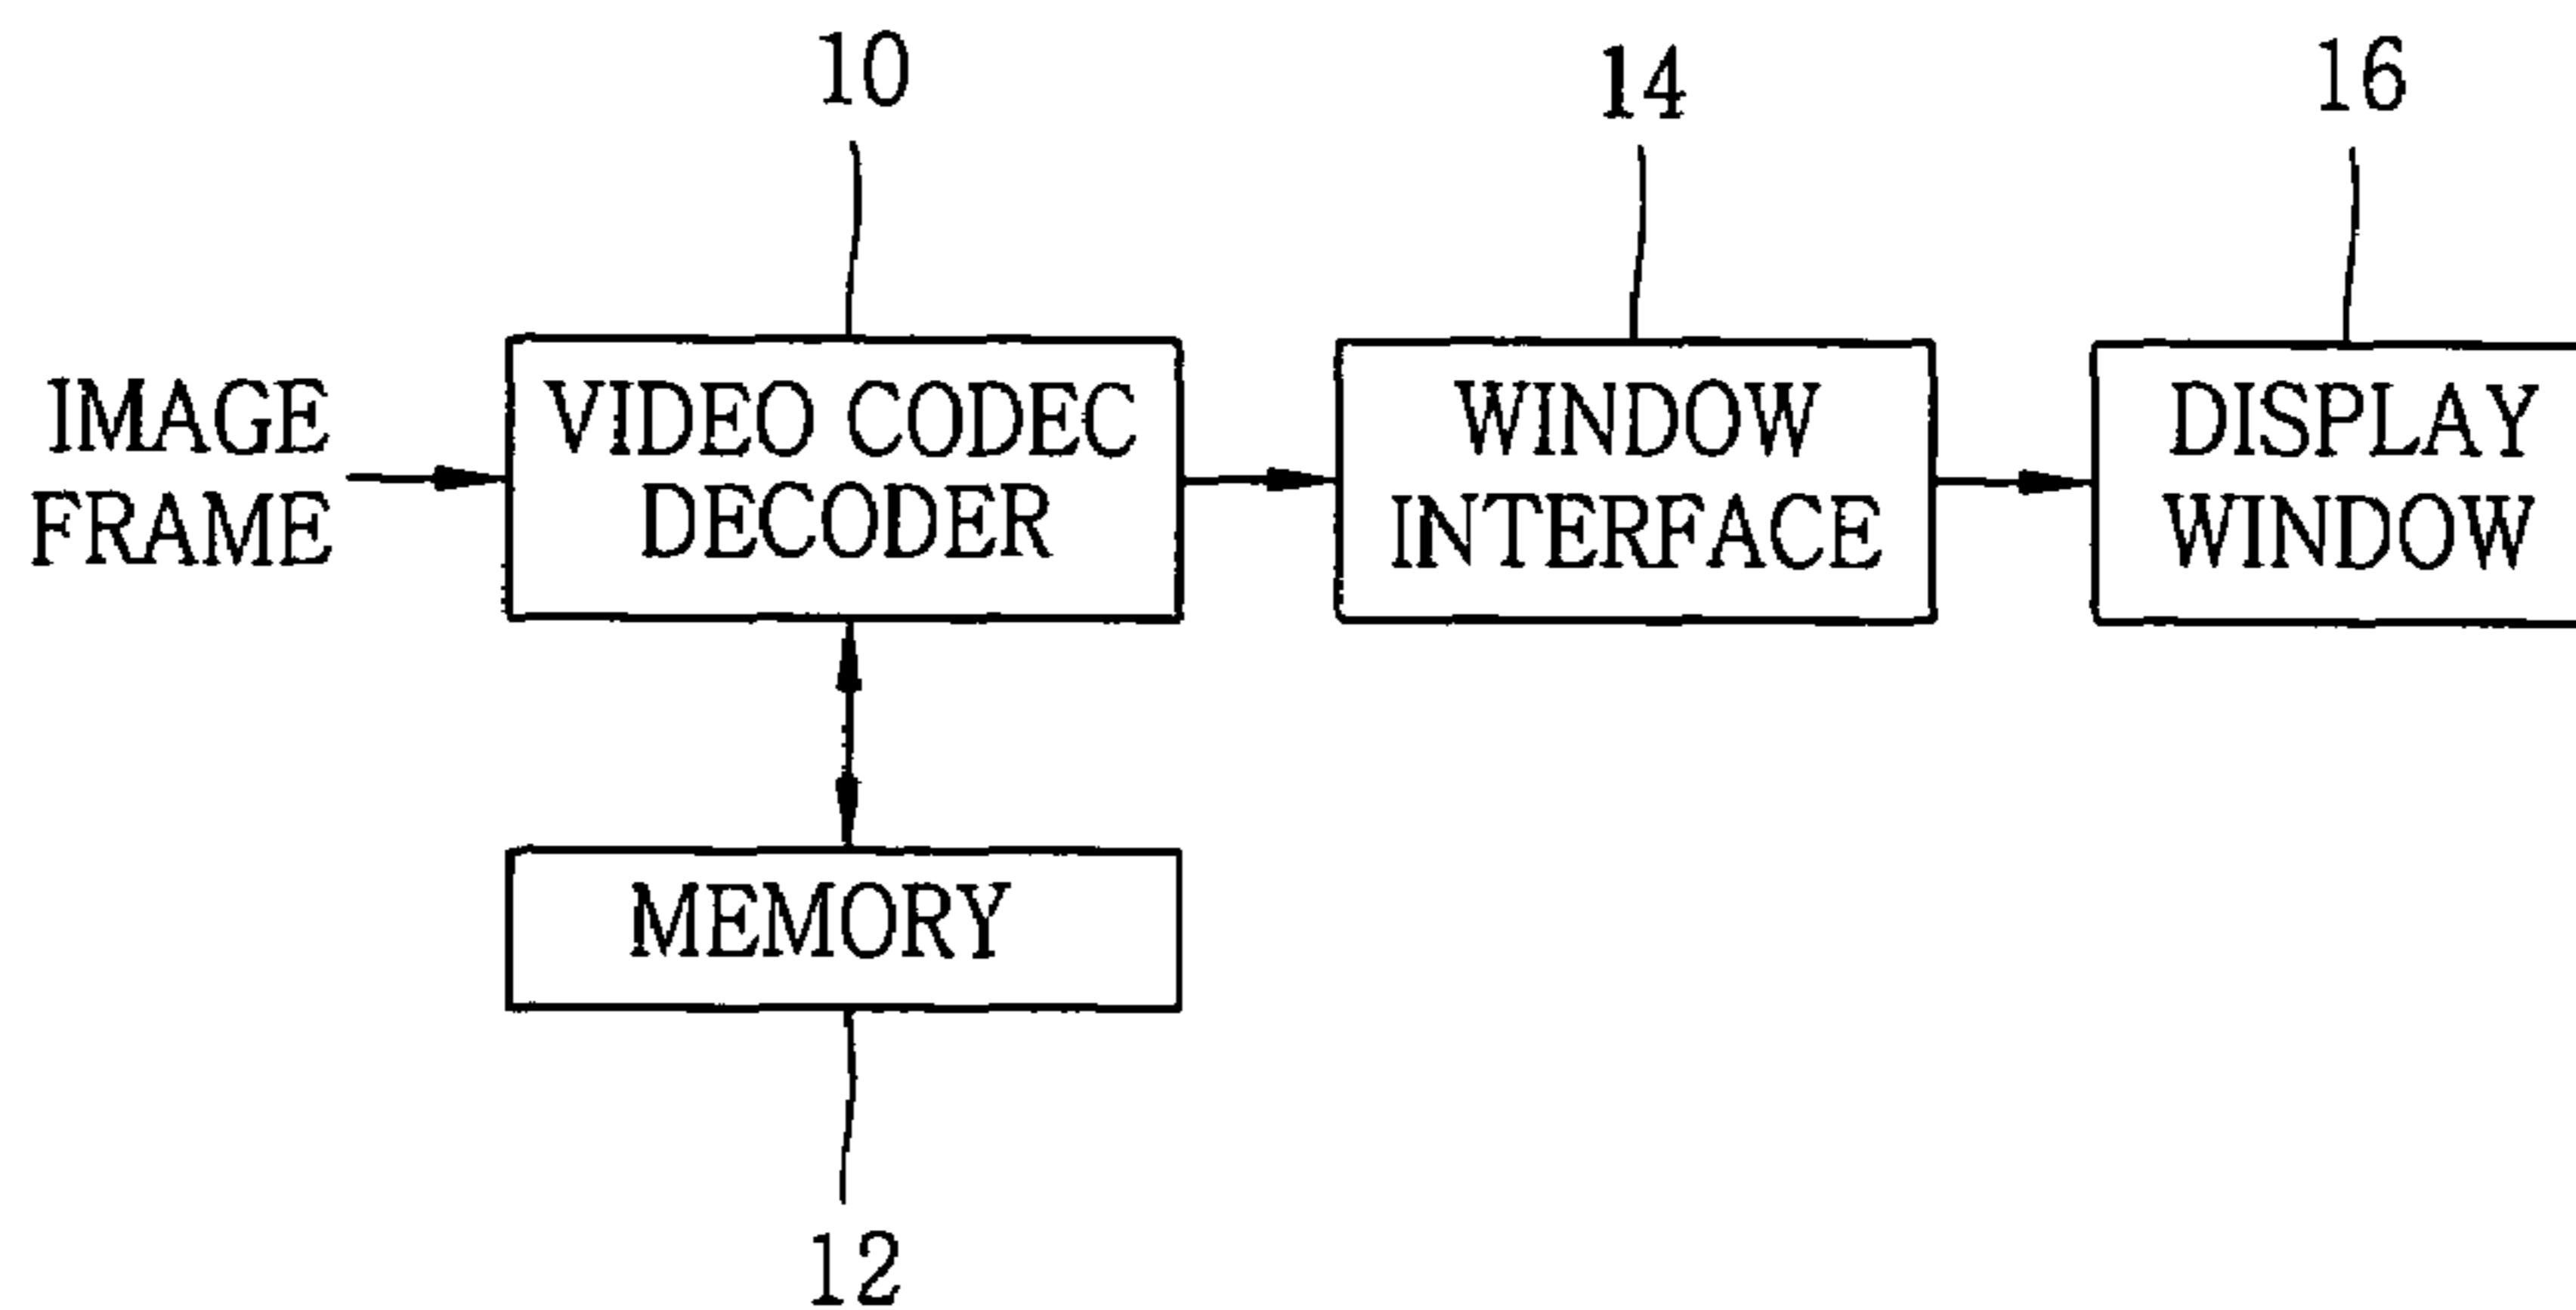 10
14
16
IMAGE
FRAME
VIDEO CODEC
DECODER
WINDOW
INTERFACE
DISPLAY
WINDOW
MEMORY
12